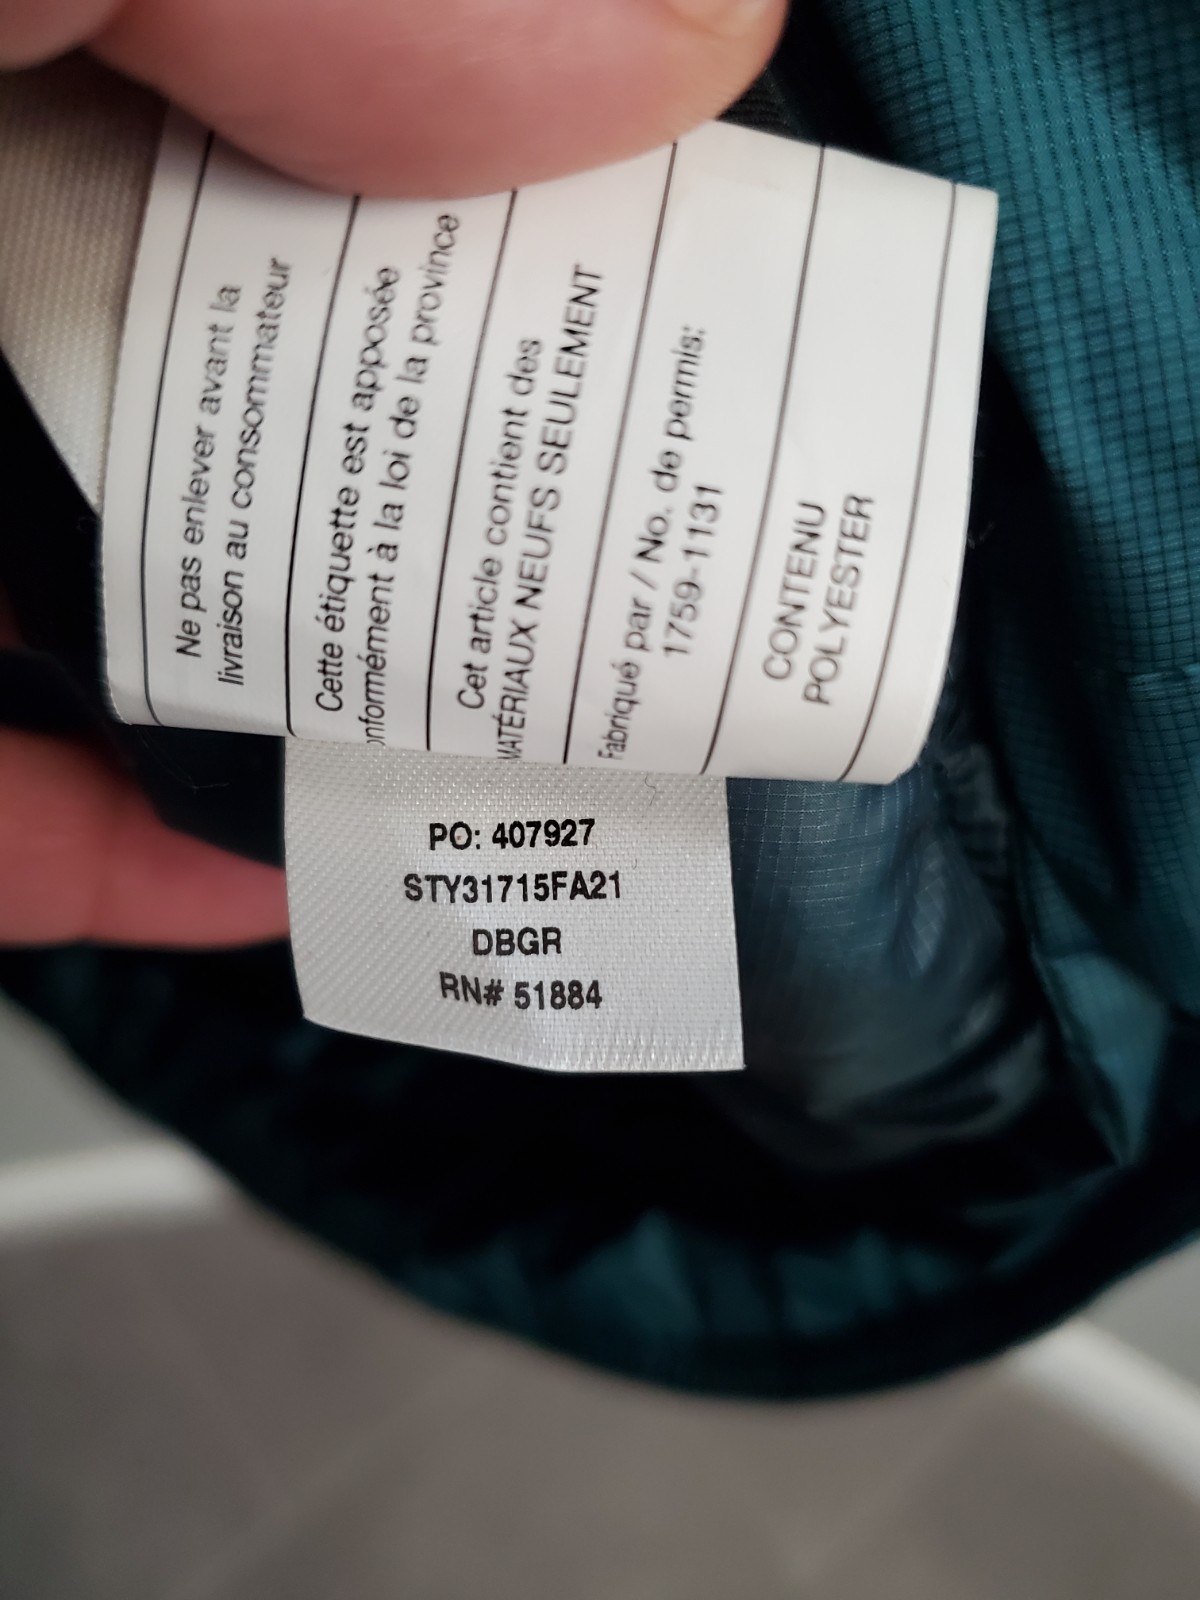 Ne pas enlever avant la
livraison au consommateur
Cette étiquette est apposée
onformément à la loi de la province
Cet article contient des
MATÉRIAUX NEUFS SEULEMENT
Fabriqué par / No. de permis:
1759-1131
CONTENU
POLYESTER
PO: 407927
STY31715FA21
DBGR
RN# 51884